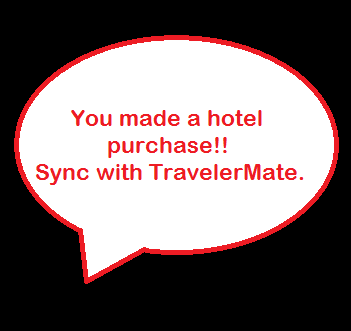 You made a hotel
purchase!!
Sync with TravelerMate.